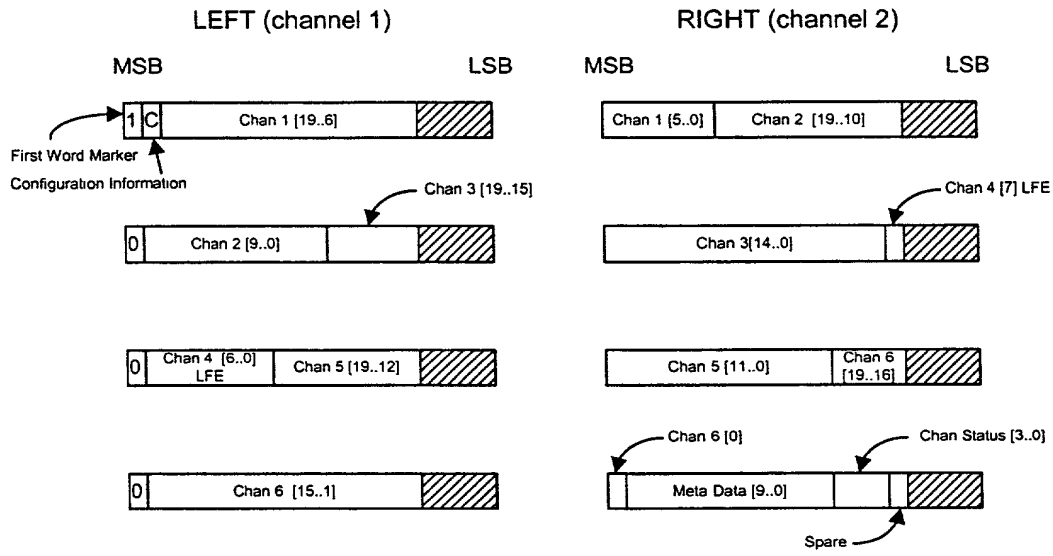 LEFT (channel 1)
RIGHT (channel 2)
MSB
LSB
MSB
LSB
1
C
Chan 1 [19..6]
Chan 1 [5..0]
Chan 2 [19..10]
First Word Marker
Configuration Information
Chan 3 [19..15]
Chan 4 [7] LFE
0
Chan 2 [9..0]
Chan 3[14..0]
0
Chan 4 [6..0]
LFE
Chan 5 [19..12]
Chan 5 [11..0]
Chan 6
[19..16]
Chan 6 [0]
Chan Status [3..0]
0
Chan 6 [15..1]
Meta Data [9..0]
Spare